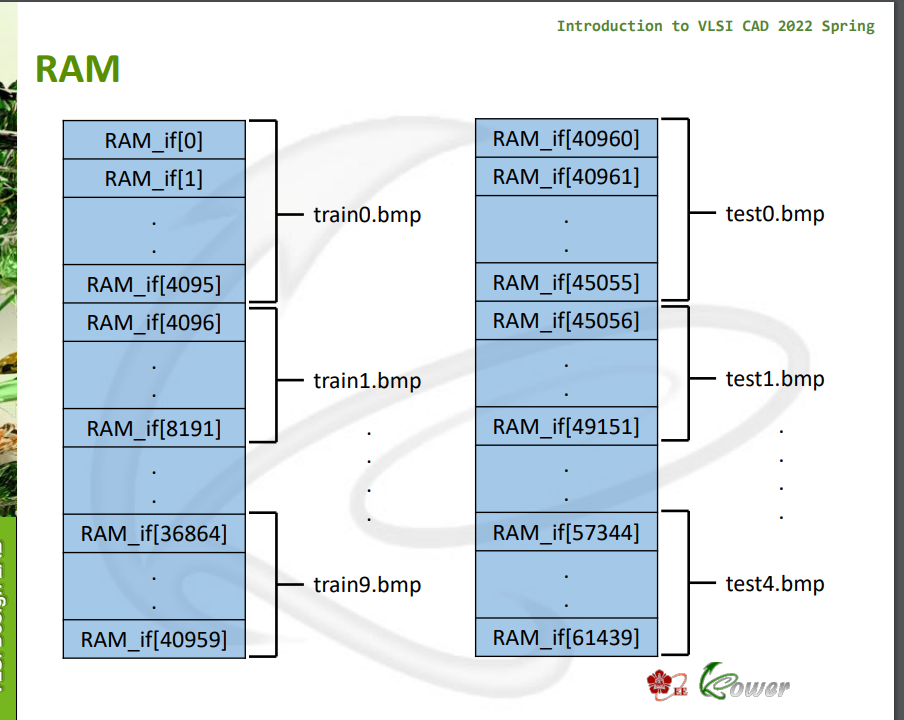 Introduction to VLSI CAD 2022 Spring
RAM
RAM_if[0]
RAM_if[1]
.
.
RAM_if[4095]
train0.bmp
RAM_if[4096]
.
.
RAM_if[8191]
train1.bmp
.
.
.
.
.
.
RAM_if[36864]
.
.
RAM_if[40959]
train9.bmp
RAM_if[40960]
RAM_if[40961]
.
.
RAM_if[45055]
test0.bmp
RAM_if[45056]
.
.
RAM_if[49151]
test1.bmp
.
.
.
.
.
.
RAM_if[57344]
.
.
RAM_if[61439]
test4.bmp
EE
Power